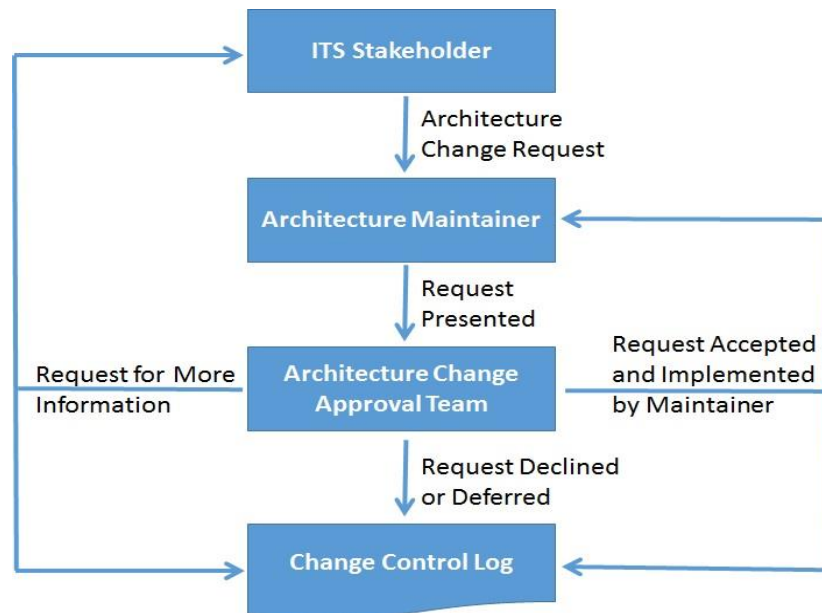 ITS Stakeholder
Architecture
Change Request
Architecture Maintainer
Request
Presented
Request for More
Information
Architecture Change
Approval Team
Request Accepted
and Implemented
by Maintainer
Request Declined
or Deferred
Change Control Log